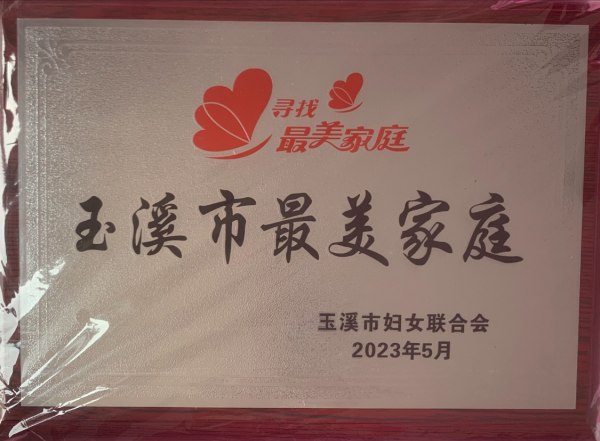 寻找
最美家庭
玉溪市最美家庭
玉溪市妇女联合会
2023年5月